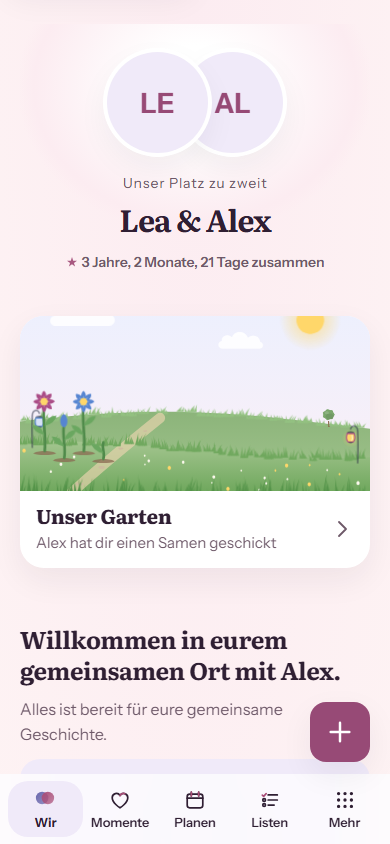 LE AL
Unser Platz zu zweit
Lea & Alex
★ 3 Jahre, 2 Monate, 21 Tage zusammen
Unser Garten
Alex hat dir einen Samen geschickt
Willkommen in eurem
gemeinsamen Ort mit Alex.
Alles ist bereit für eure gemeinsame
Geschichte.
Wir Momente Planen Listen Mehr